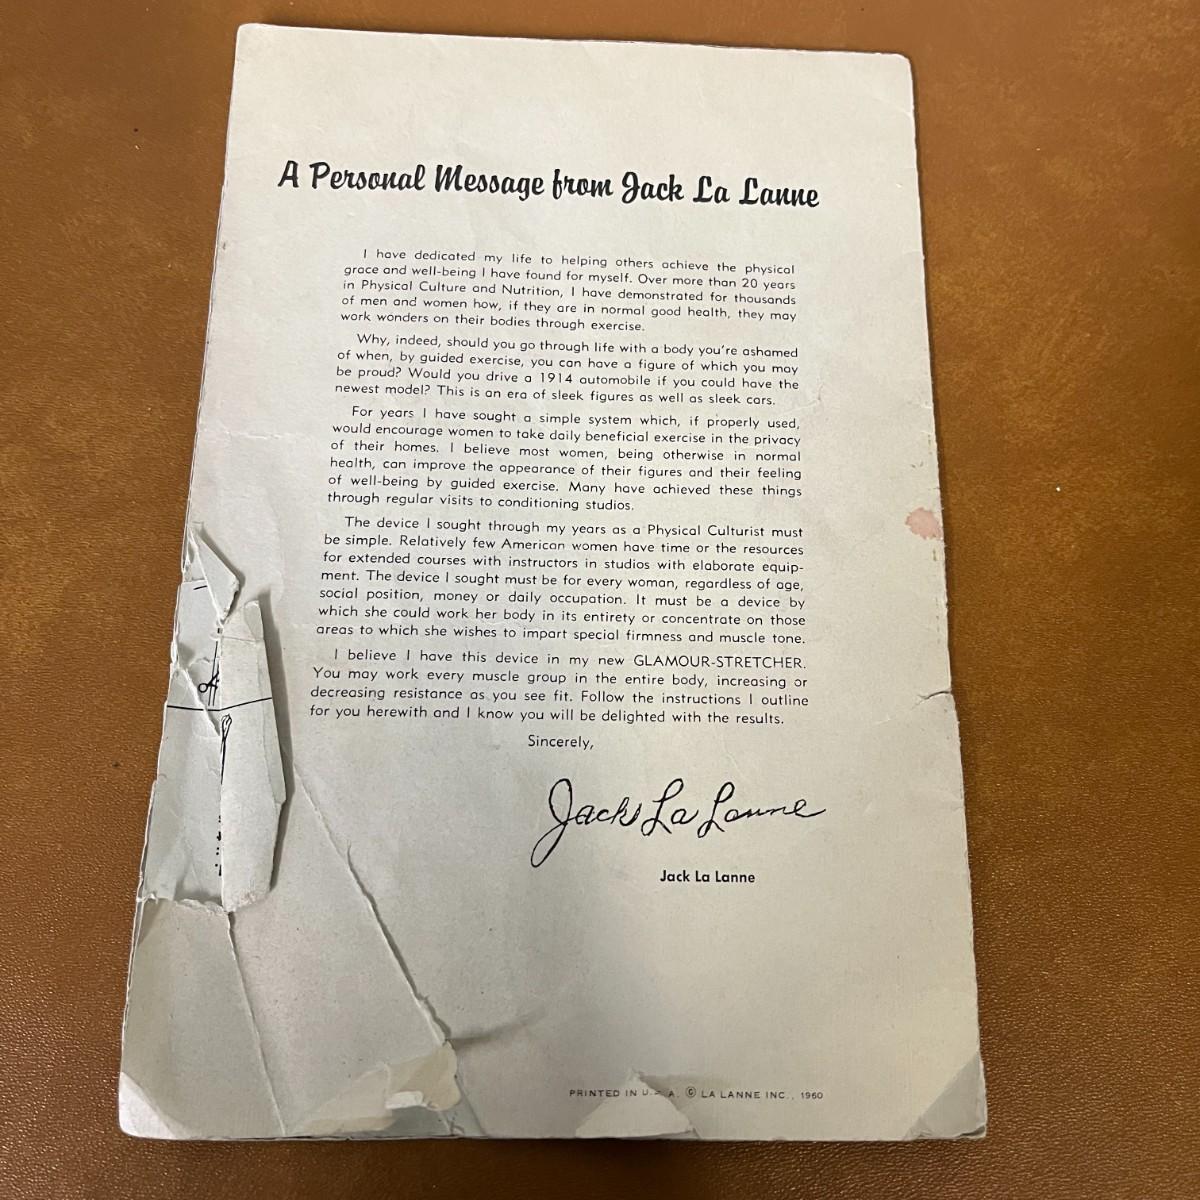 A Personal Message from Jack La Lanne
I have dedicated my life to helping others achieve the physical
grace and well-being I have found for myself. Over more than 20 years
in Physical Culture and Nutrition, I have demonstrated for thousands
of men and women how, if they are in normal good health, they may
work wonders on their bodies through exercise.
Why, indeed, should you go through life with a body you're ashamed
of when, by guided exercise, you can have a figure of which you may
be proud? Would you drive a 1914 automobile if you could have the
newest model? This is an era of sleek figures as well as sleek cars.
For years I have sought a simple system which, if properly used,
would encourage women to take daily beneficial exercise in the privacy
of their homes. I believe most women, being otherwise in normal
health, can improve the appearance of their figures and their feeling
of well-being by guided exercise. Many have achieved these things
through regular visits to conditioning studios.
The device I sought through my years as a Physical Culturist must
be simple. Relatively few American women have time or the resources
for extended courses with instructors in studios with elaborate equip-
ment. The device I sought must be for every woman, regardless of age,
social position, money or daily occupation. It must be a device by
which she could work her body in its entirety or concentrate on those
areas to which she wishes to impart special firmness and muscle tone.
I believe I have this device in my new GLAMOUR-STRETCHER.
You may work every muscle group in the entire body, increasing or
decreasing resistance as you see fit. Follow the instructions I outline
for you herewith and I know you will be delighted with the results.
Sincerely,
Jack La Lanne
Jack La Lanne
PRINTED IN U. A. © LA LANNE INC., 1960